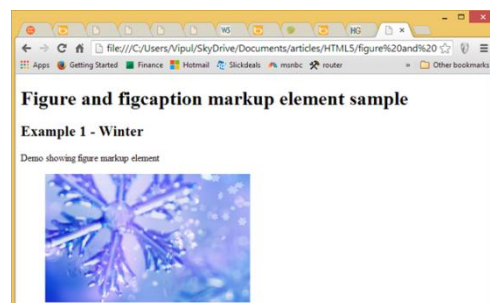 WS
HG
file:///C:/Users/Vipul/SkyDrive/Documents/articles/HTML5/figure%20and%20
Apps Getting Started Finance Hotmail Slickdeals msnbc router » Other bookmarks
Figure and figcaption markup element sample
Example 1 - Winter
Demo showing figure markup element